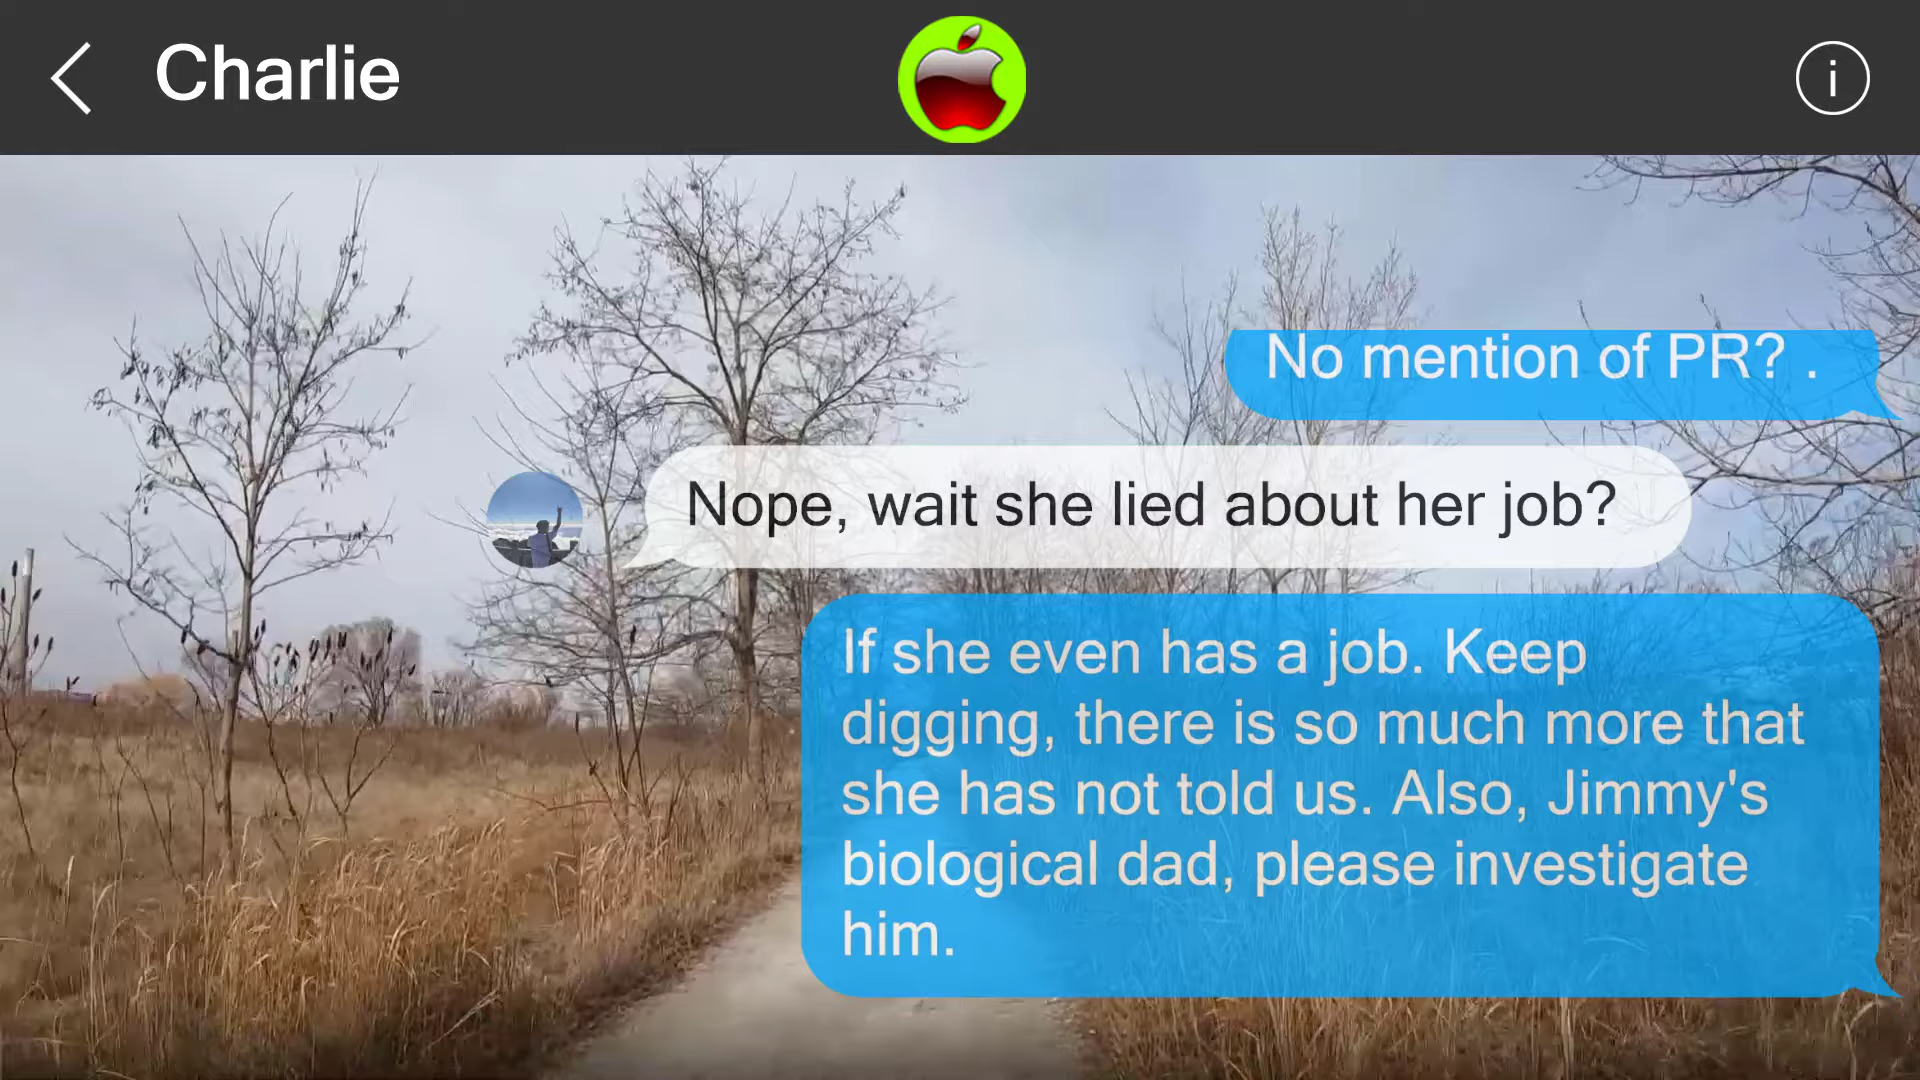 Charlie
No mention of PR? .
Nope, wait she lied about her job?
If she even has a job. Keep
digging, there is so much more that
she has not told us. Also, Jimmy's
biological dad, please investigate
him.